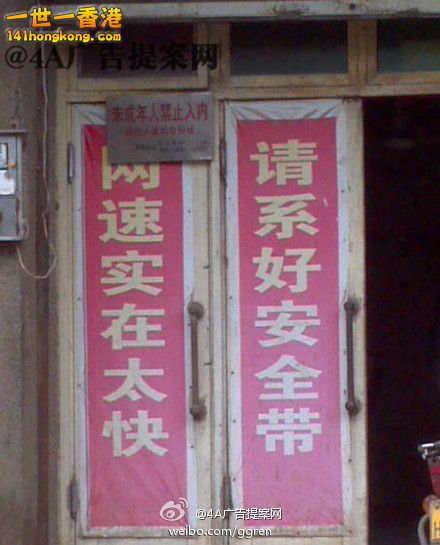 一世一香港
141hongkong.com
@4A广告提案网
未成年人禁止入内
网速实在太快
请系好安全带
@4A广告提案网
weibo.com/ggren